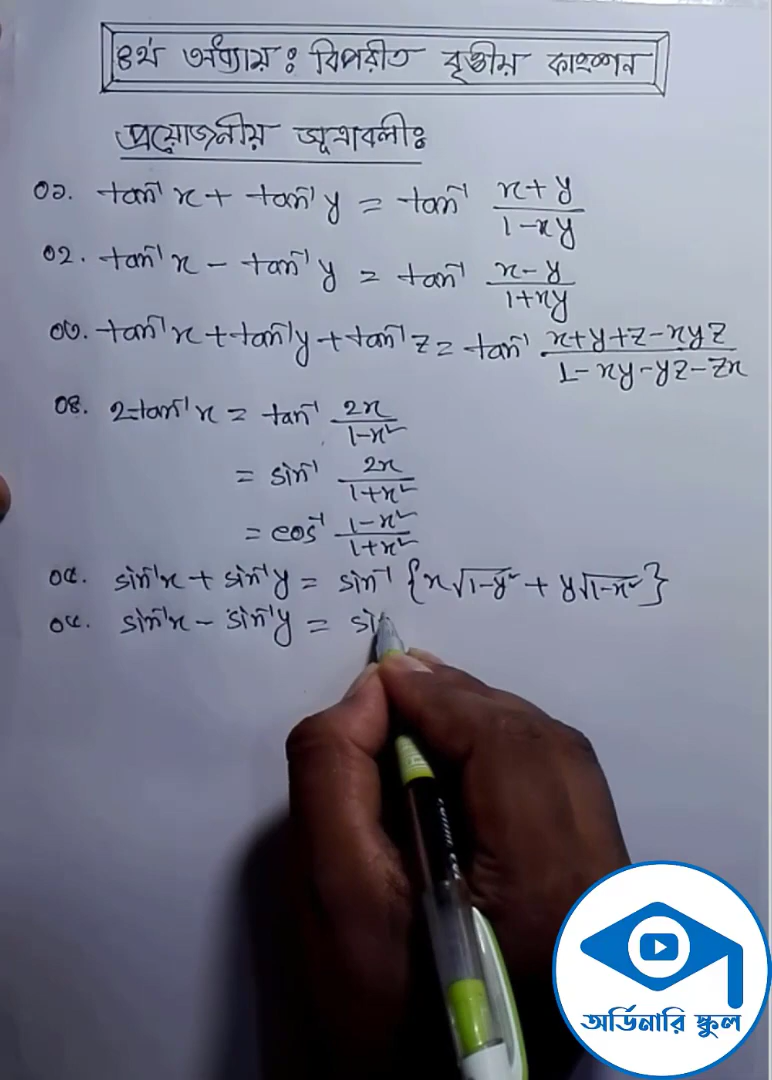 ৪র্থ অধ্যায় : বিপরীত বৃত্তীয় ফাংশন
প্রয়োজনীয় সূত্রাবলী :
০১. tan⁻¹x + tan⁻¹y = tan⁻¹ (x+y)/(1-xy)
০২. tan⁻¹x - tan⁻¹y = tan⁻¹ (x-y)/(1+xy)
০৩. tan⁻¹x + tan⁻¹y + tan⁻¹z = tan⁻¹ (x+y+z-xyz)/(1-xy-yz-zx)
০৪. 2tan⁻¹x = tan⁻¹ 2x/(1-x²)
= sin⁻¹ 2x/(1+x²)
= cos⁻¹ (1-x²)/(1+x²)
০৫. sin⁻¹x + sin⁻¹y = sin⁻¹ {x√(1-y²) + y√(1-x²)}
০৫. sin⁻¹x - sin⁻¹y = si
অর্ডিনারি স্কুল